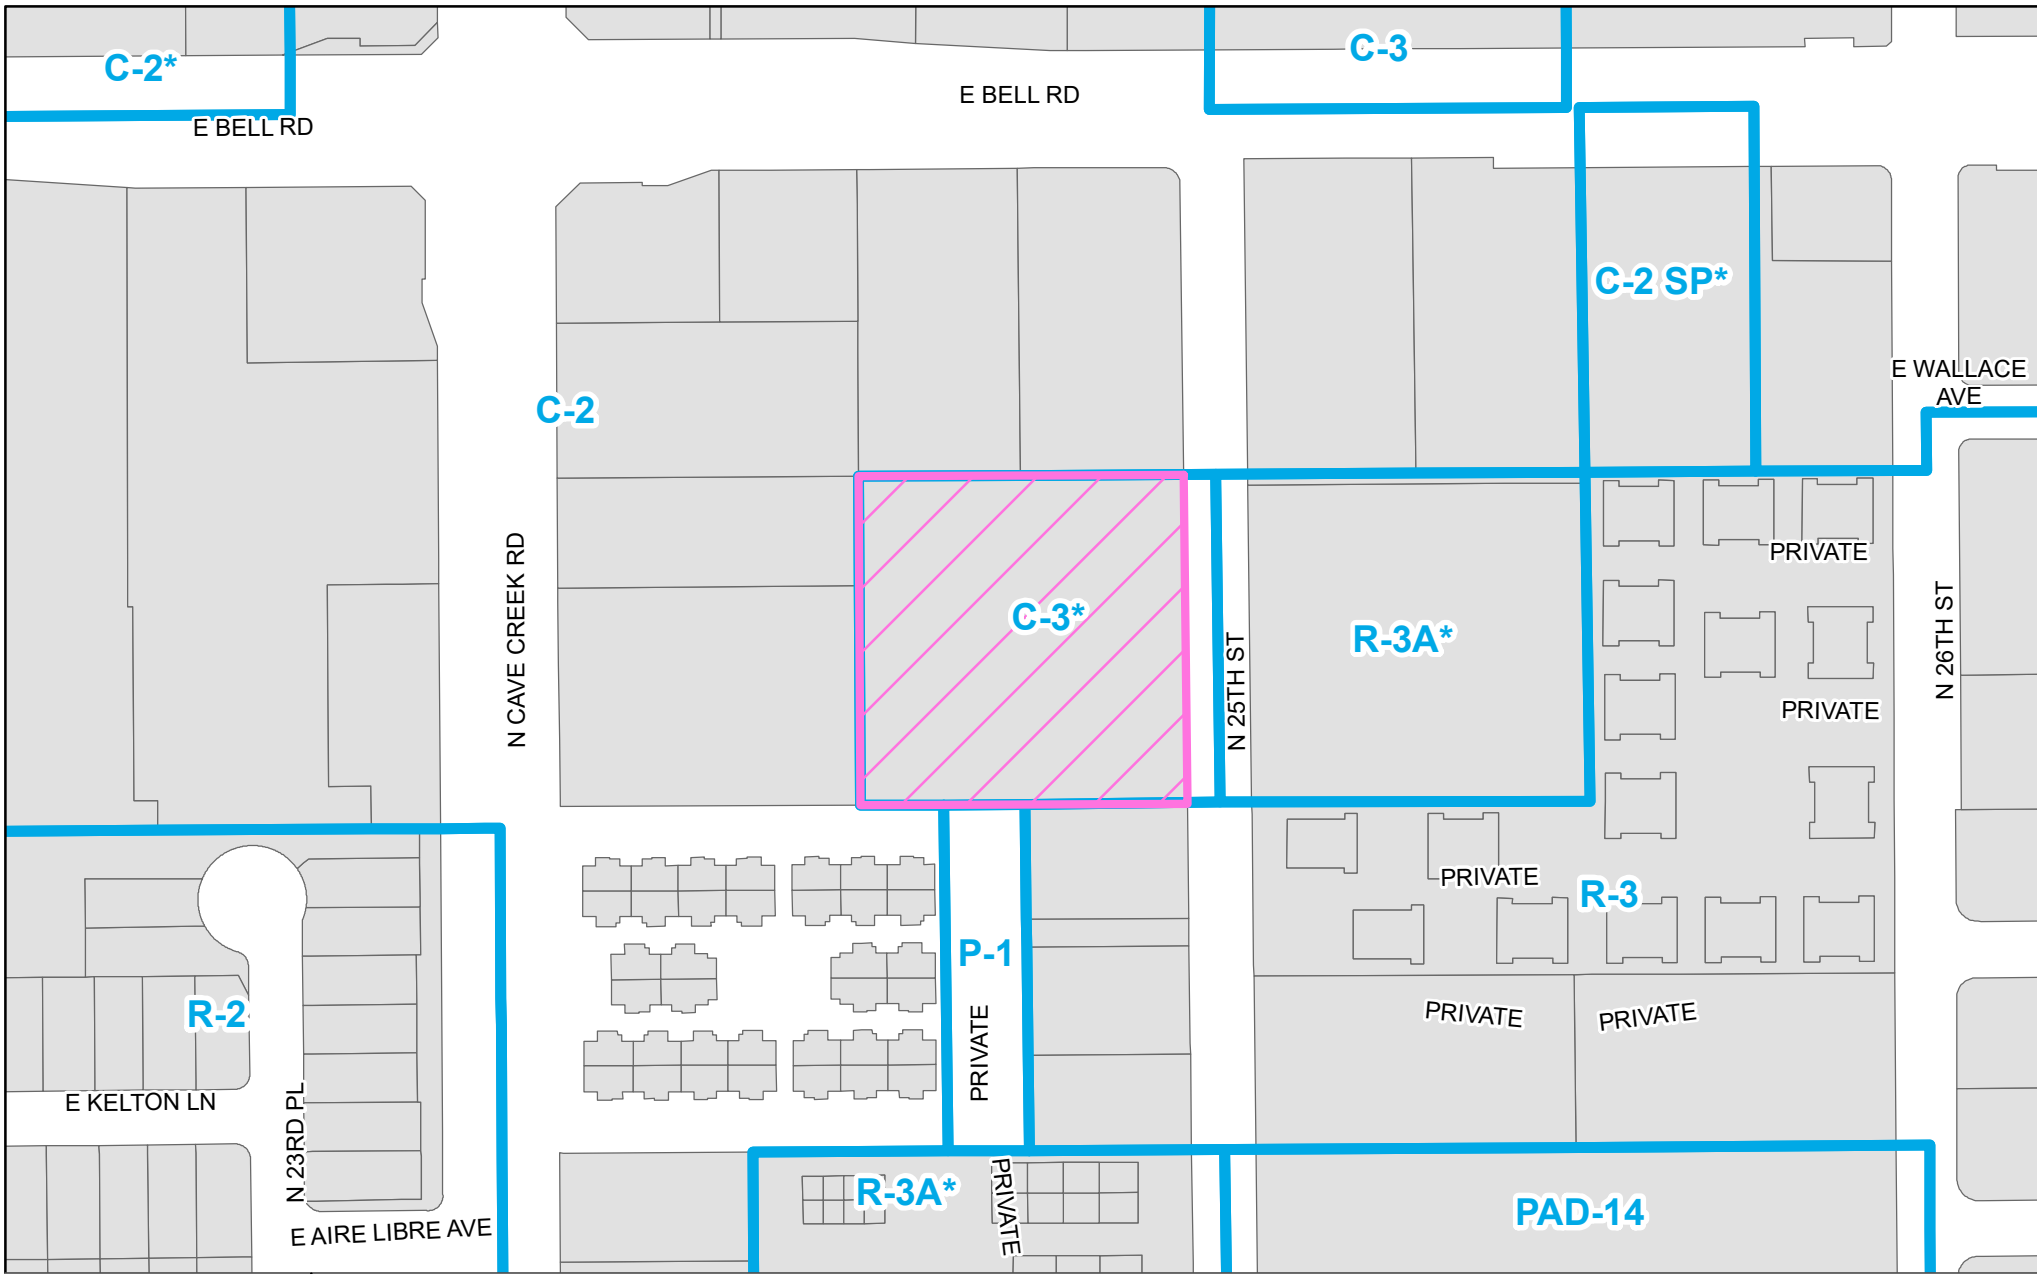 C-3
C-2*
E BELL RD
E BELL RD
C-2 SP*
E WALLACE
AVE
C-2
PRIVATE
C-3*
R-3A*
N CAVE CREEK RD
N 25TH ST
N 26TH ST
PRIVATE
PRIVATE
R-3
P-1
R-2
PRIVATE
PRIVATE
PRIVATE
E KELTON LN
N 23RD PL
R-3A*
PRIVATE
PAD-14
E AIRE LIBRE AVE